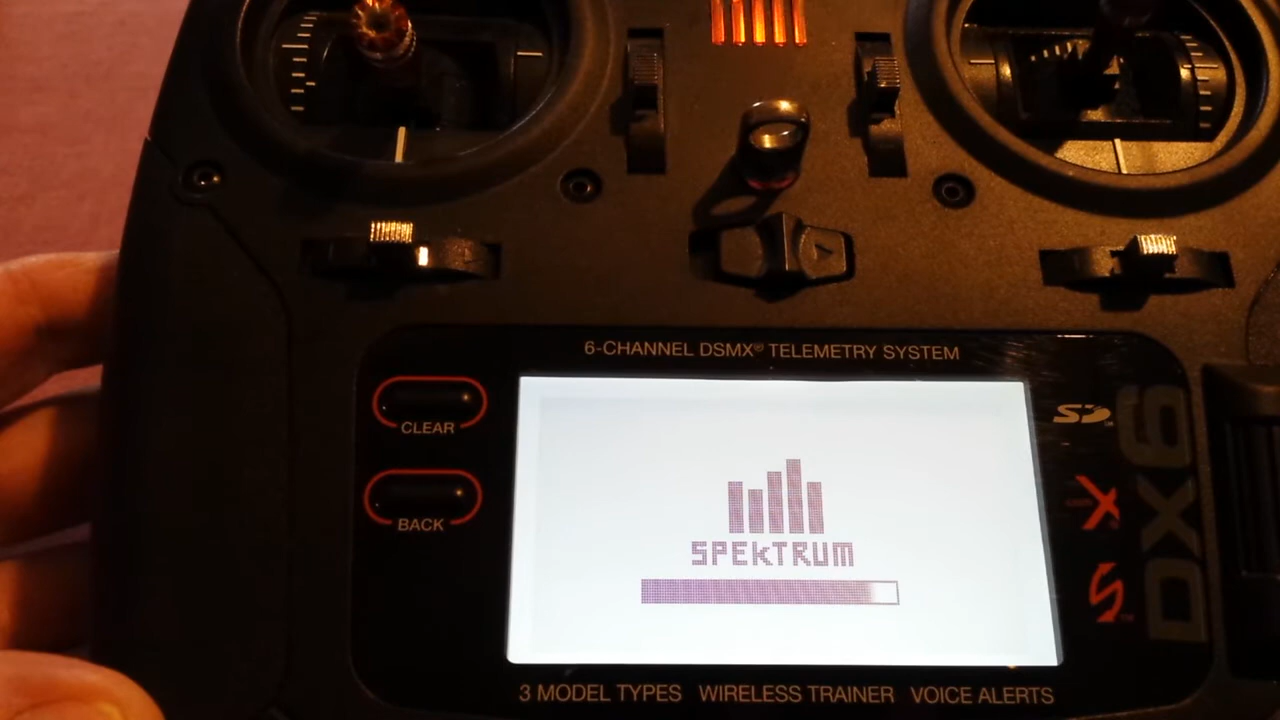 6-CHANNEL DSMX® TELEMETRY SYSTEM
CLEAR
BACK
SPEKTRUM
SD
X
DX6
3 MODEL TYPES WIRELESS TRAINER VOICE ALERTS